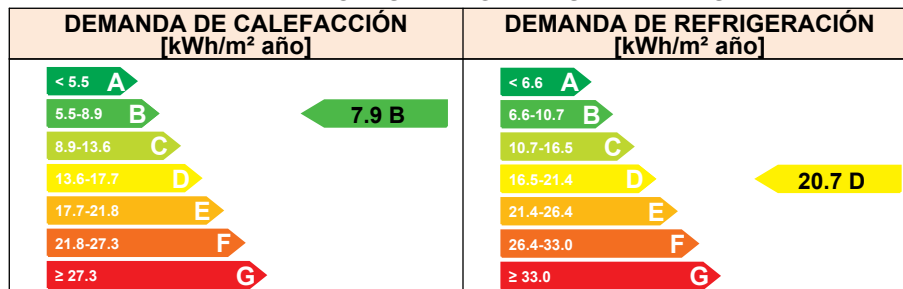 DEMANDA DE CALEFACCIÓN
[kWh/m² año]
< 5.5 A
5.5-8.9 B
7.9 B
8.9-13.6 C
13.6-17.7 D
17.7-21.8 E
21.8-27.3 F
≥ 27.3 G
DEMANDA DE REFRIGERACIÓN
[kWh/m² año]
< 6.6 A
6.6-10.7 B
10.7-16.5 C
16.5-21.4 D
20.7 D
21.4-26.4 E
26.4-33.0 F
≥ 33.0 G